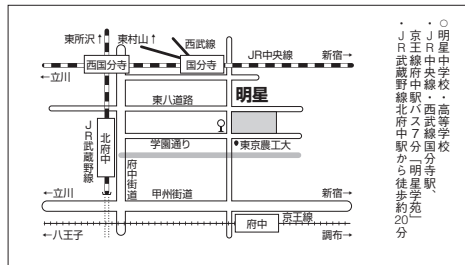 ○明星中学校・高等学校
・JR中央線・西武線国分寺駅、
京王線府中駅バス7分「明星学苑」
・JR武蔵野線北府中駅から徒歩約20分
東所沢↑
東村山↑
西武線
JR中央線
新宿→
←立川
西国分寺
国分寺
明星
東八道路
JR武蔵野線
北府中
学園通り
東京農工大
府中街道
←立川
甲州街道
新宿→
府中
京王線
←八王子
調布→